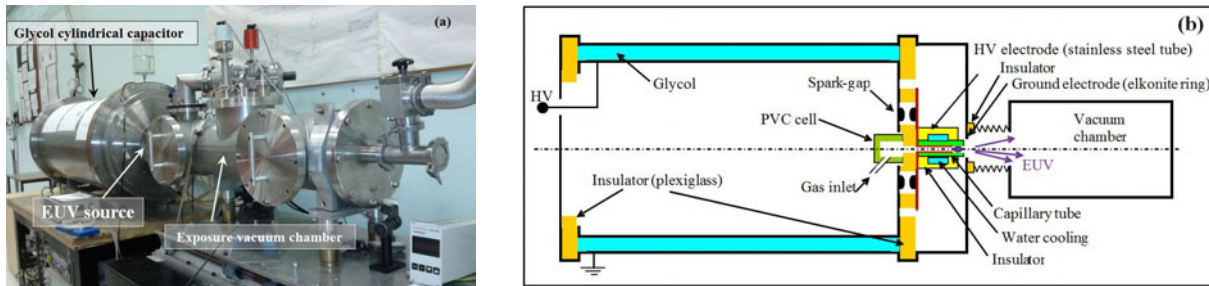 (a)
Glycol cylindrical capacitor
EUV source
Exposure vacuum chamber
(b)
HV electrode (stainless steel tube)
Insulator
Ground electrode (elkonite ring)
Glycol
Spark-gap
HV
PVC cell
Vacuum
chamber
EUV
Gas inlet
Insulator (plexiglass)
Capillary tube
Water cooling
Insulator